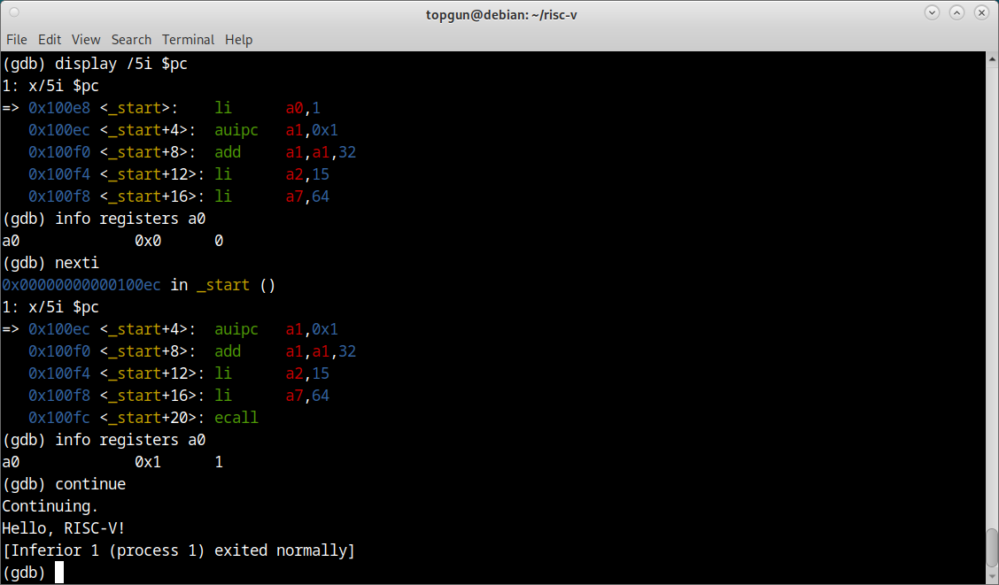 topgun@debian: ~/risc-v
File Edit View Search Terminal Help
(gdb) display /5i $pc
1: x/5i $pc
=> 0x100e8 <_start>:    li      a0,1
   0x100ec <_start+4>:  auipc   a1,0x1
   0x100f0 <_start+8>:  add     a1,a1,32
   0x100f4 <_start+12>: li      a2,15
   0x100f8 <_start+16>: li      a7,64
(gdb) info registers a0
a0             0x0      0
(gdb) nexti
0x00000000000100ec in _start ()
1: x/5i $pc
=> 0x100ec <_start+4>:  auipc   a1,0x1
   0x100f0 <_start+8>:  add     a1,a1,32
   0x100f4 <_start+12>: li      a2,15
   0x100f8 <_start+16>: li      a7,64
   0x100fc <_start+20>: ecall
(gdb) info registers a0
a0             0x1      1
(gdb) continue
Continuing.
Hello, RISC-V!
[Inferior 1 (process 1) exited normally]
(gdb)